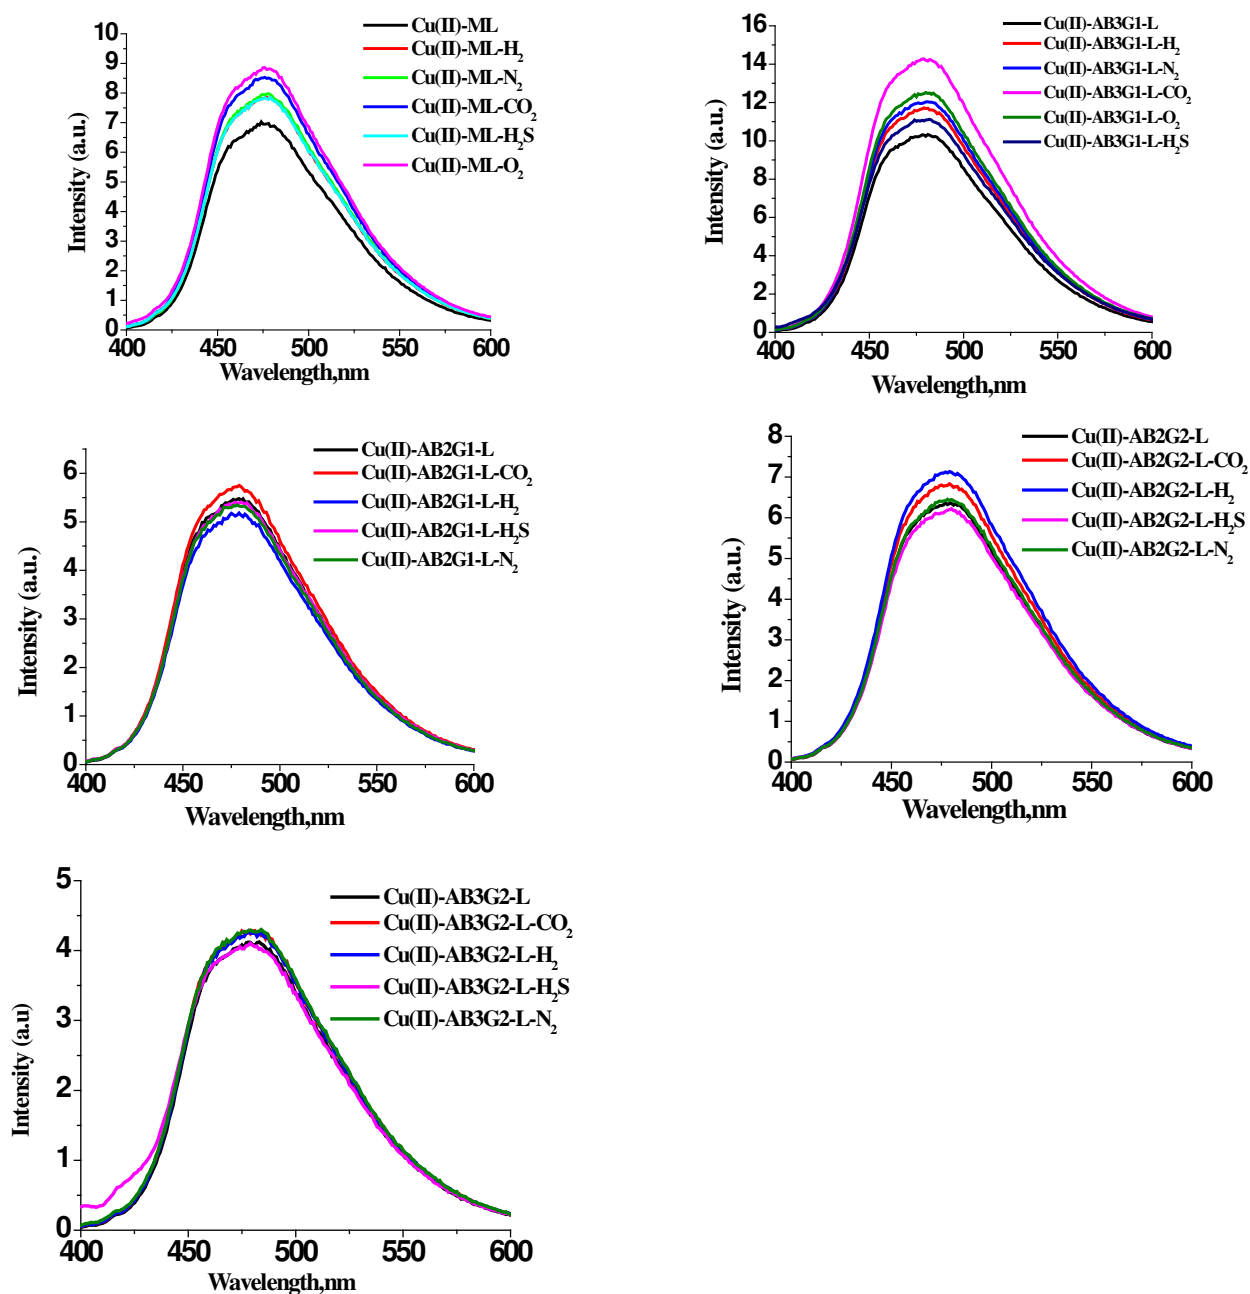 Cu(II)-ML
Cu(II)-ML-H₂
Cu(II)-ML-N₂
Cu(II)-ML-CO₂
Cu(II)-ML-H₂S
Cu(II)-ML-O₂
Intensity (a.u.)
10
9
8
7
6
5
4
3
2
1
0
400 450 500 550 600
Wavelength,nm
Cu(II)-AB3G1-L
Cu(II)-AB3G1-L-H₂
Cu(II)-AB3G1-L-N₂
Cu(II)-AB3G1-L-CO₂
Cu(II)-AB3G1-L-O₂
Cu(II)-AB3G1-L-H₂S
Intensity (a.u.)
16
14
12
10
8
6
4
2
0
400 450 500 550 600
Wavelength,nm
Cu(II)-AB2G1-L
Cu(II)-AB2G1-L-CO₂
Cu(II)-AB2G1-L-H₂
Cu(II)-AB2G1-L-H₂S
Cu(II)-AB2G1-L-N₂
Intensity (a.u.)
6
5
4
3
2
1
0
400 450 500 550 600
Wavelength,nm
Cu(II)-AB2G2-L
Cu(II)-AB2G2-L-CO₂
Cu(II)-AB2G2-L-H₂
Cu(II)-AB2G2-L-H₂S
Cu(II)-AB2G2-L-N₂
Intensity (a.u.)
8
7
6
5
4
3
2
1
0
400 450 500 550 600
Wavelength,nm
Cu(II)-AB3G2-L
Cu(II)-AB3G2-L-CO₂
Cu(II)-AB3G2-L-H₂
Cu(II)-AB3G2-L-H₂S
Cu(II)-AB3G2-L-N₂
Intensity (a.u)
5
4
3
2
1
0
400 450 500 550 600
Wavelength,nm